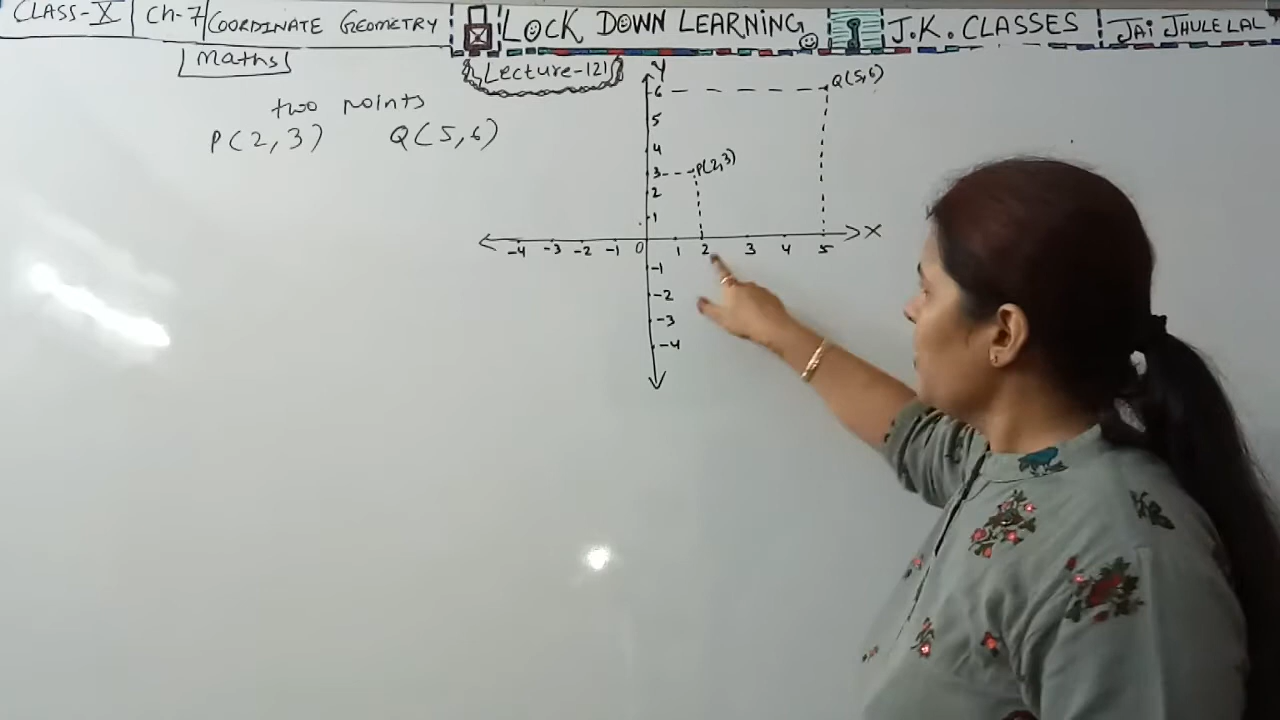 CLASS-X Ch-7 COORDINATE GEOMETRY LOCK DOWN LEARNING J.K. CLASSES JAI JHULELAL
Maths
Lecture-121
two points
P(2,3) Q(5,6)
Y
6 Q(5,6)
5
4
3 P(2,3)
2
1
X
-4 -3 -2 -1 0 1 2 3 4 5
-1
-2
-3
-4